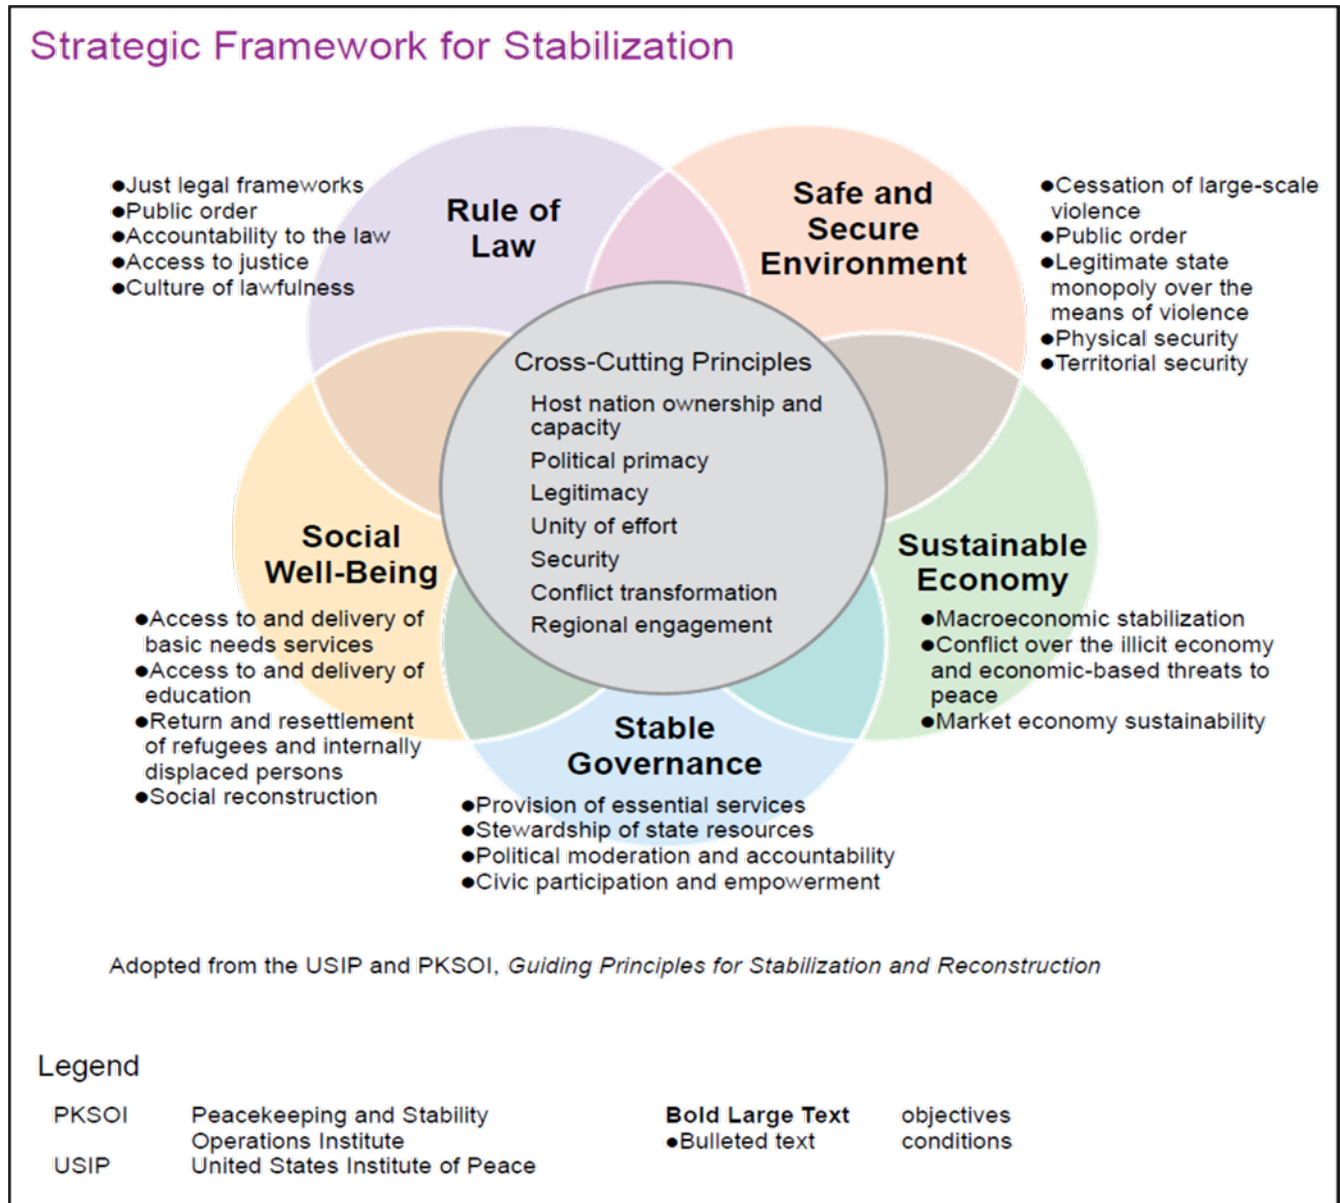 Strategic Framework for Stabilization
Rule of
Law
●Just legal frameworks
●Public order
●Accountability to the law
●Access to justice
●Culture of lawfulness
Safe and
Secure
Environment
●Cessation of large-scale
violence
●Public order
●Legitimate state
monopoly over the
means of violence
●Physical security
●Territorial security
Cross-Cutting Principles
Host nation ownership and
capacity
Political primacy
Legitimacy
Unity of effort
Security
Conflict transformation
Regional engagement
Social
Well-Being
●Access to and delivery of
basic needs services
●Access to and delivery of
education
●Return and resettlement
of refugees and internally
displaced persons
●Social reconstruction
Sustainable
Economy
●Macroeconomic stabilization
●Conflict over the illicit economy
and economic-based threats to
peace
●Market economy sustainability
Stable
Governance
●Provision of essential services
●Stewardship of state resources
●Political moderation and accountability
●Civic participation and empowerment
Adopted from the USIP and PKSOI, Guiding Principles for Stabilization and Reconstruction
Legend
PKSOI Peacekeeping and Stability
Operations Institute
USIP United States Institute of Peace
Bold Large Text objectives
●Bulleted text conditions